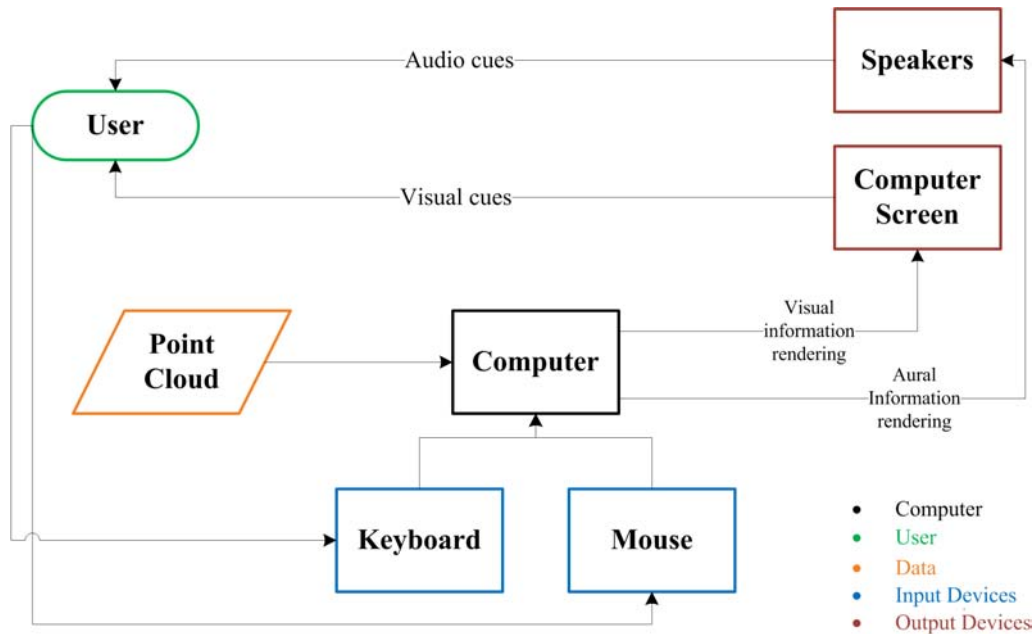 Speakers
Audio cues
User
Computer
Screen
Visual cues
Visual
information
rendering
Point
Cloud
Computer
Aural
Information
rendering
Keyboard
Mouse
Computer
User
Data
Input Devices
Output Devices